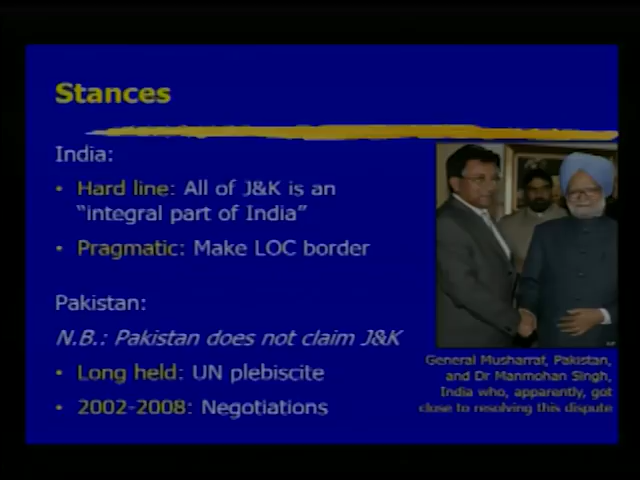 Stances
India:
• Hard line: All of J&K is an
"integral part of India"
• Pragmatic: Make LOC border
Pakistan:
N.B.: Pakistan does not claim J&K
• Long held: UN plebiscite
• 2002-2008: Negotiations
General Musharraf, Pakistan,
and Dr Manmohan Singh,
India who, apparently, got
close to resolving this dispute